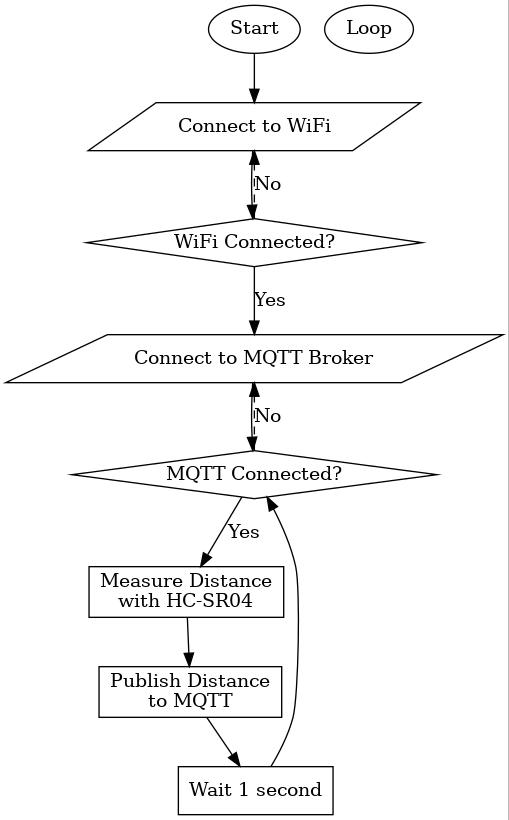 Start
Loop
Connect to WiFi
No
WiFi Connected?
Yes
Connect to MQTT Broker
No
MQTT Connected?
Yes
Measure Distance
with HC-SR04
Publish Distance
to MQTT
Wait 1 second